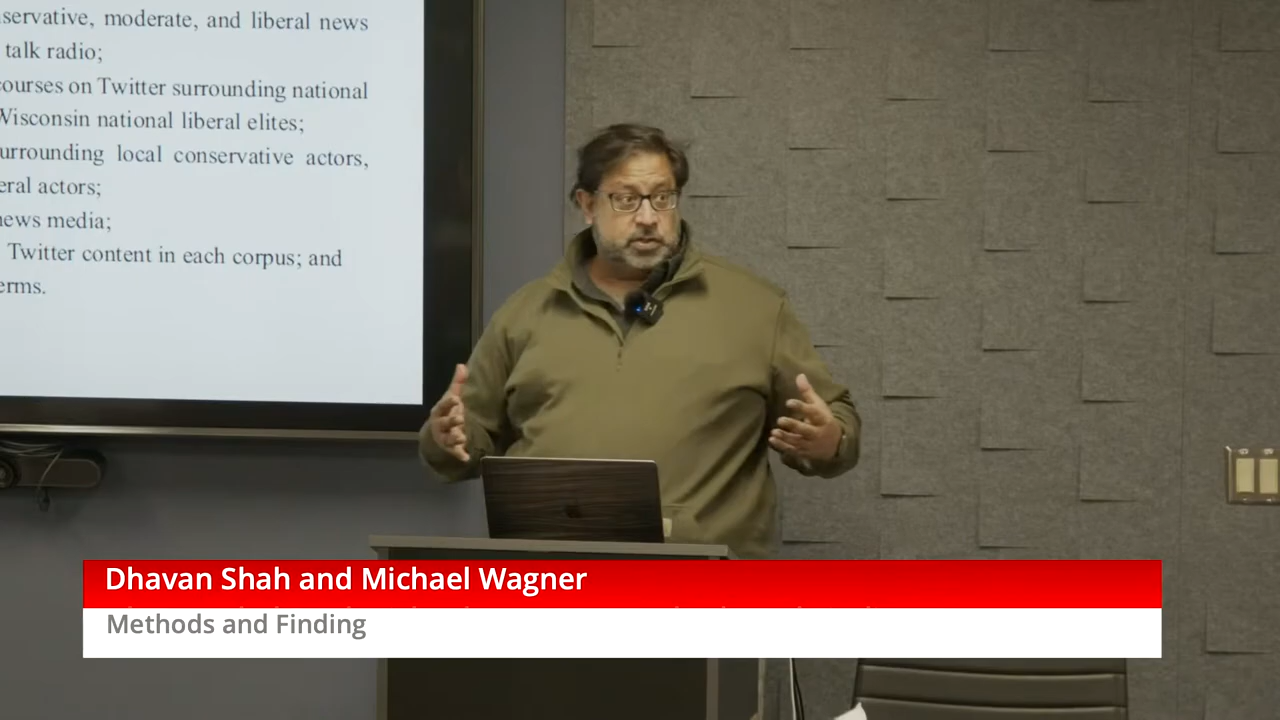 servative, moderate, and liberal news
talk radio;
courses on Twitter surrounding national
Wisconsin national liberal elites;
urrounding local conservative actors,
eral actors;
news media;
Twitter content in each corpus; and
erms.
Dhavan Shah and Michael Wagner
Methods and Finding